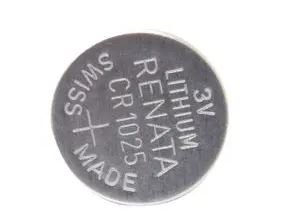 3V
LITHIUM
RENATA
CR1025
SWISS + MADE